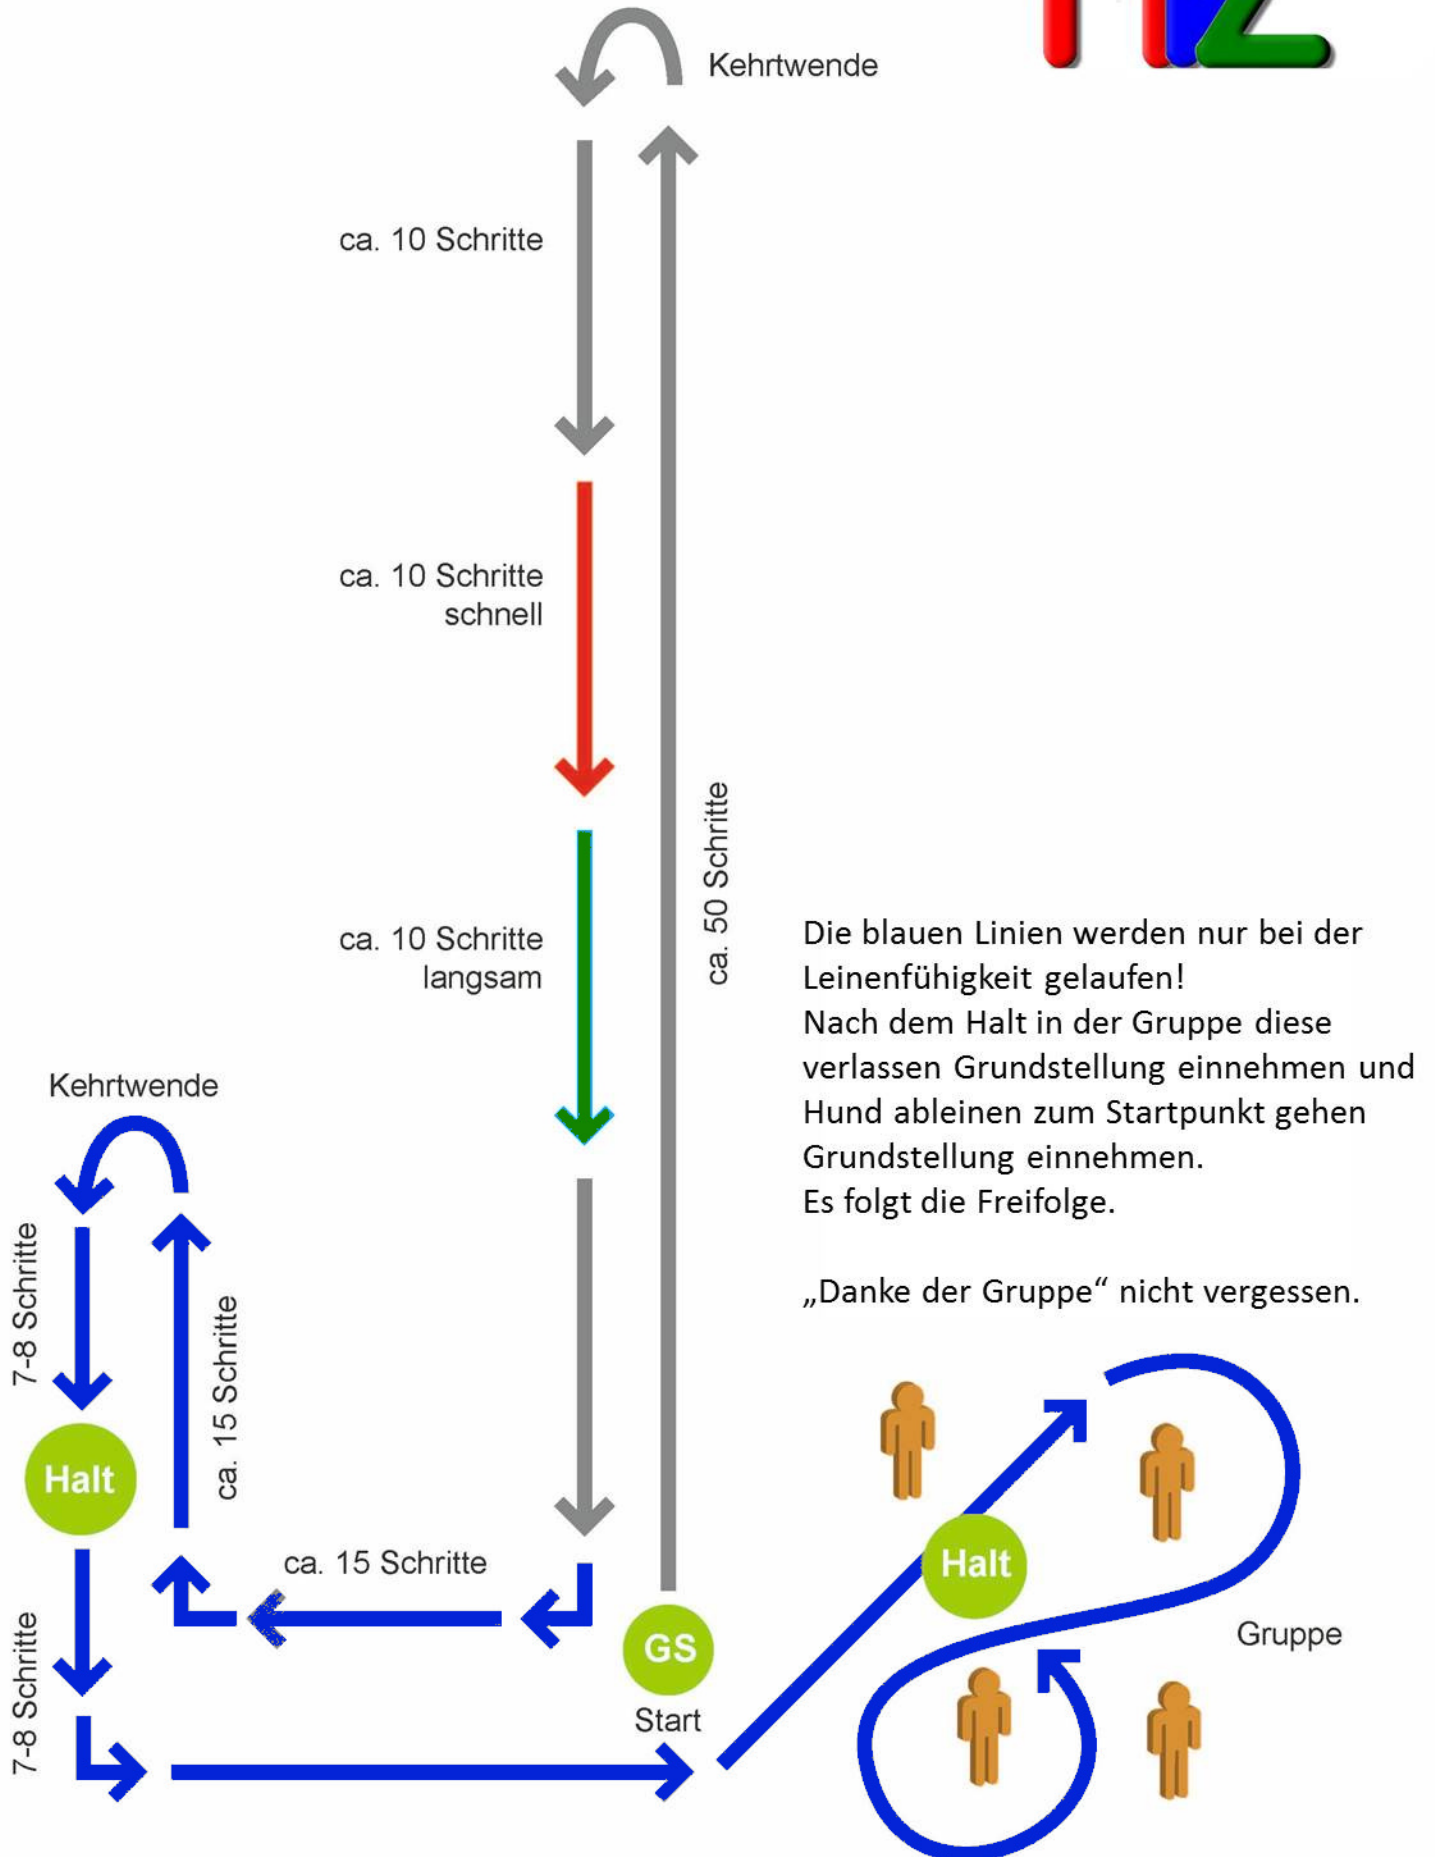 Kehrtwende
ca. 10 Schritte
ca. 10 Schritte
schnell
ca. 50 Schritte
ca. 10 Schritte
langsam
Die blauen Linien werden nur bei der
Leinenfühigkeit gelaufen!
Nach dem Halt in der Gruppe diese
verlassen Grundstellung einnehmen und
Hund ableinen zum Startpunkt gehen
Grundstellung einnehmen.
Es folgt die Freifolge.
„Danke der Gruppe“ nicht vergessen.
Kehrtwende
7-8 Schritte
ca. 15 Schritte
Halt
ca. 15 Schritte
7-8 Schritte
GS
Start
Halt
Gruppe